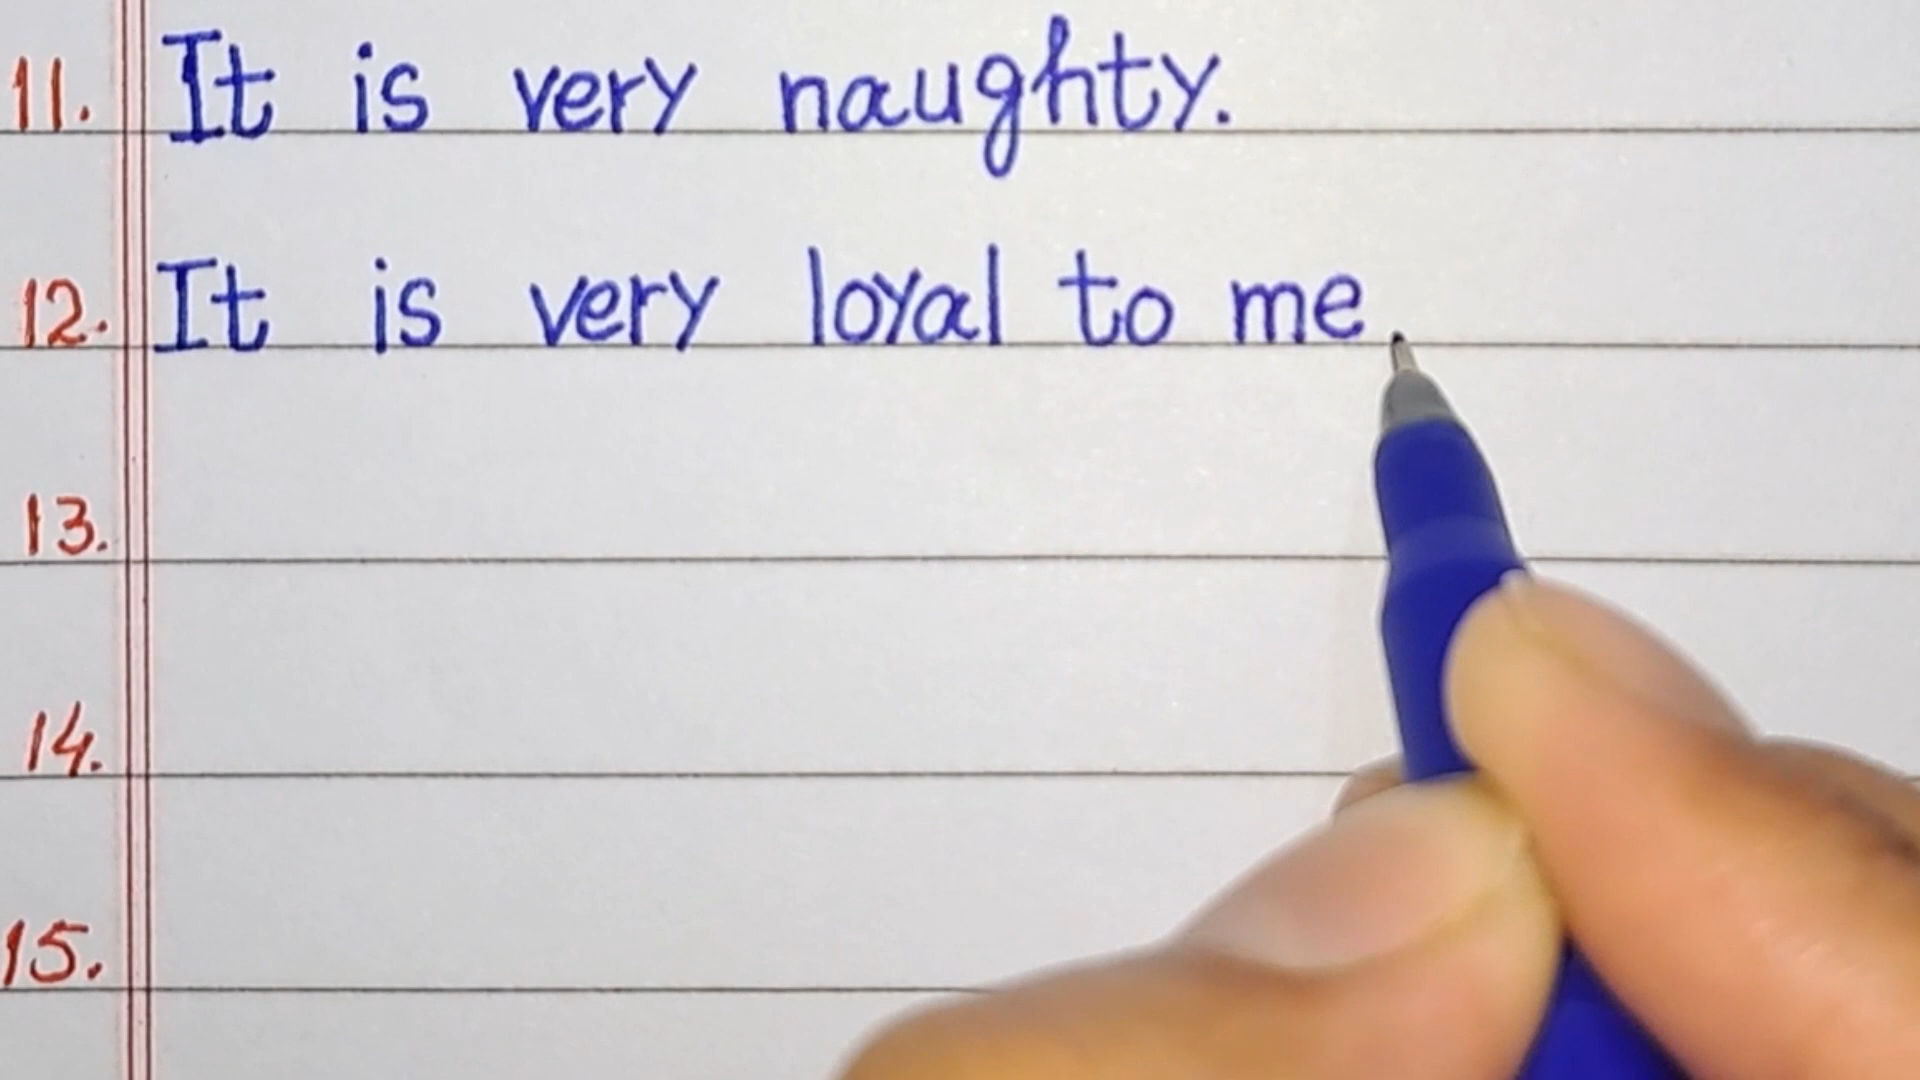 11. It is very naughty.
12. It is very loyal to me
13.
14.
15.